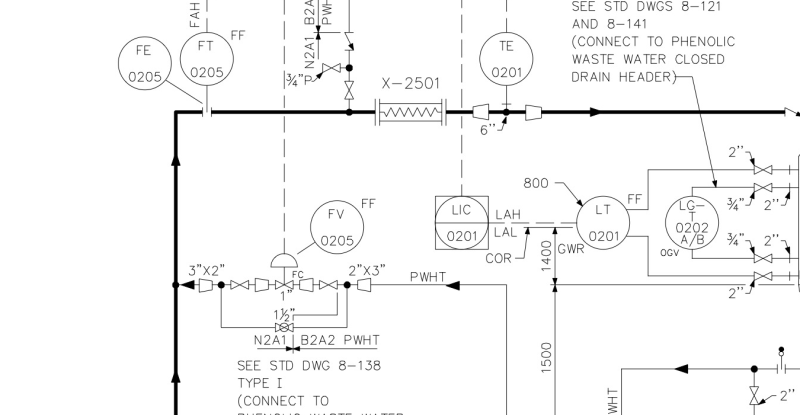 SEE STD DWGS 8-121
AND 8-141
(CONNECT TO PHENOLIC
WASTE WATER CLOSED
DRAIN HEADER)
FAH
FE
0205
FT
0205
FF
N2A1
B2A
PWH
¾"P
TE
0201
X-2501
6"
2"
¾"
2"
800
FF
LIC
0201
LAH
LAL
LT
0201
LG-
T
0202
A/B
OGV
¾"
2"
2"
COR
GWR
1400
FV
0205
FF
3"X2"
FC
1"
2"X3"
PWHT
1½"
N2A1
B2A2 PWHT
SEE STD DWG 8-138
TYPE I
(CONNECT TO
PHENOLIC WASTE WATER
1500
WHT
2"